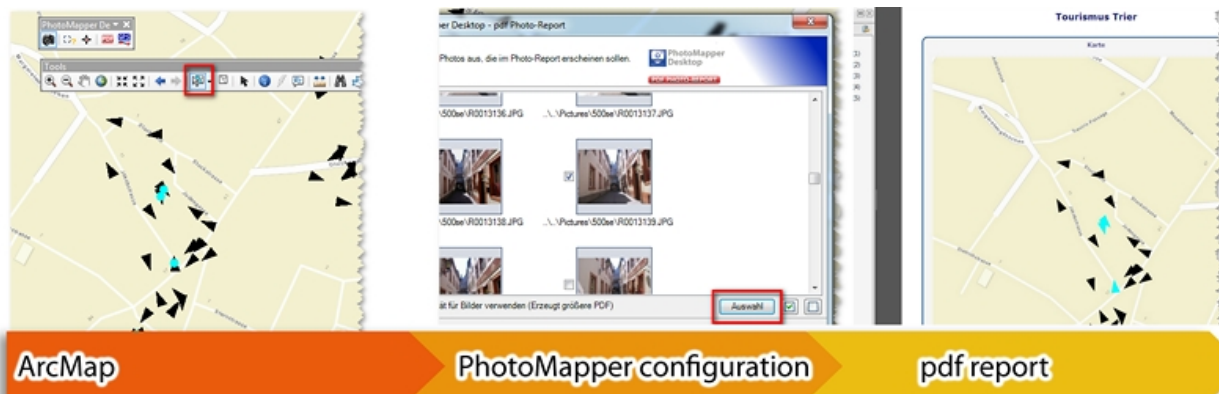 PhotoMapper De
Tools
ner Desktop - pdf Photo-Report
Photos aus, die im Photo-Report erscheinen sollen.
PhotoMapper
Desktop
PDF PHOTO-REPORT
\500se\R0013136.JPG
..\..\Pictures\500se\R0013137.JPG
\500se\R0013138.JPG
..\..\Pictures\500se\R0013139.JPG
ät für Bilder verwenden (Erzeugt größere PDF)
Auswahl
Tourismus Trier
Karte
ArcMap
PhotoMapper configuration
pdf report